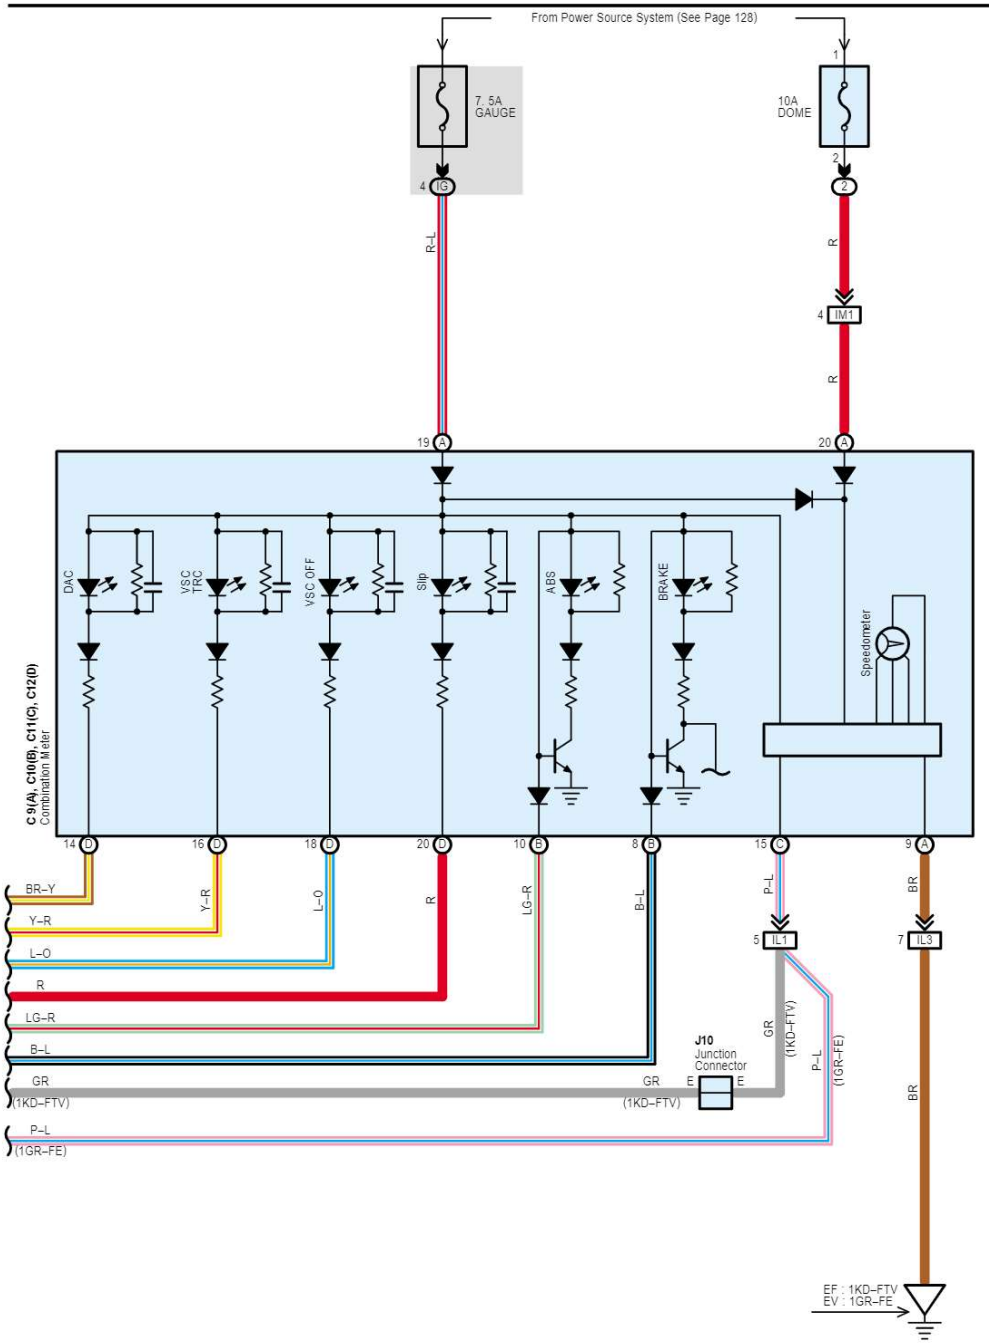 From Power Source System (See Page 128)
1
7. 5A
GAUGE
10A
DOME
2
4 IG
2
R–L
R
4 IM1
R
19 A
20 A
DAC
VSC
TRC
VSC OFF
Slip
ABS
BRAKE
Speedometer
C 9(A), C10(B), C11(C), C12(D)
Combination Meter
14 D
16 D
18 D
20 D
10 B
8 B
15 C
9 A
BR–Y
Y–R
L–O
R
LG–R
B–L
P–L
BR
Y–R
5 IL1
7 IL3
L–O
R
LG–R
B–L
J10
Junction
Connector
GR
(1KD–FTV)
P–L
(1GR–FE)
GR
(1KD–FTV)
GR
(1KD–FTV)
E
E
BR
P–L
(1GR–FE)
EF : 1KD–FTV
EV : 1GR–FE